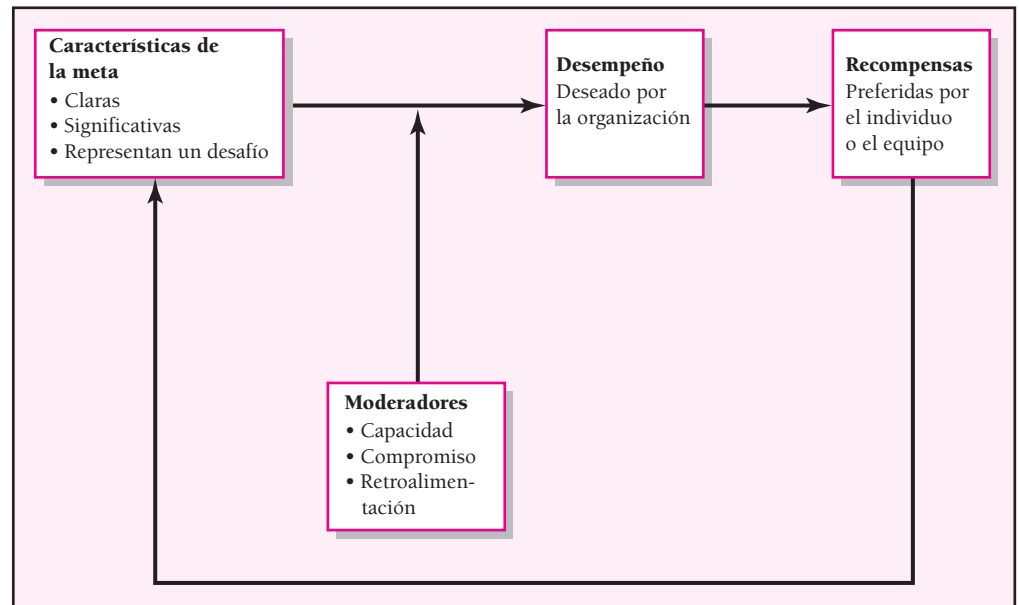 Características de
la meta
• Claras
• Significativas
• Representan un desafío
Desempeño
Deseado por
la organización
Recompensas
Preferidas por
el individuo
o el equipo
Moderadores
• Capacidad
• Compromiso
• Retroalimen-
tación